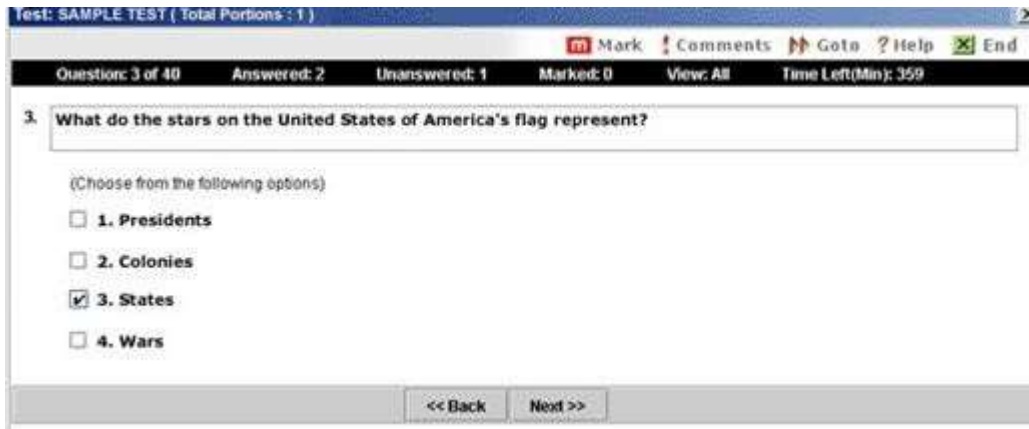 Test: SAMPLE TEST ( Total Portions : 1 )
m Mark ! Comments Goto ? Help X End
Question: 3 of 40 Answered: 2 Unanswered: 1 Marked: 0 View: All Time Left(Min): 359
3. What do the stars on the United States of America's flag represent?
(Choose from the following options)
1. Presidents
2. Colonies
3. States
4. Wars
<< Back Next >>